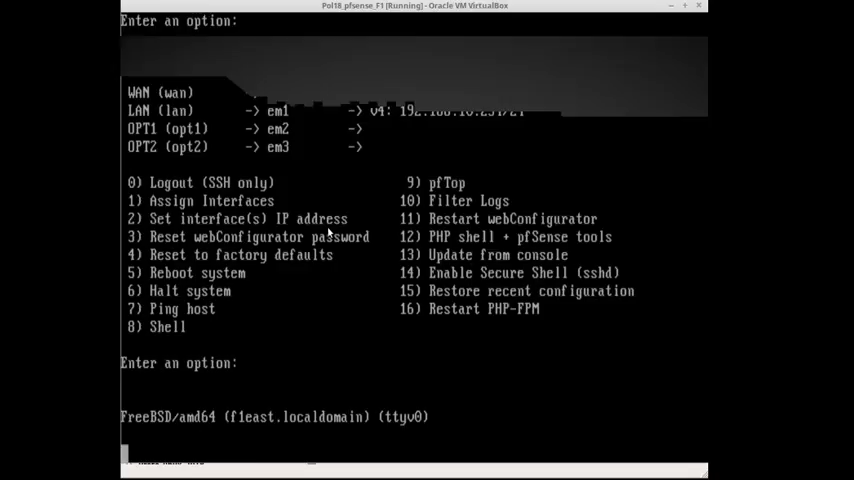 Pol18_pfsense_F1 [Running] - Oracle VM VirtualBox
Enter an option:
WAN (wan)
LAN (lan) -> em1 -> v4:
OPT1 (opt1) -> em2 ->
OPT2 (opt2) -> em3 ->
0) Logout (SSH only) 9) pfTop
1) Assign Interfaces 10) Filter Logs
2) Set interface(s) IP address 11) Restart webConfigurator
3) Reset webConfigurator password 12) PHP shell + pfSense tools
4) Reset to factory defaults 13) Update from console
5) Reboot system 14) Enable Secure Shell (sshd)
6) Halt system 15) Restore recent configuration
7) Ping host 16) Restart PHP-FPM
8) Shell
Enter an option:
FreeBSD/amd64 (f1east.localdomain) (ttyv0)